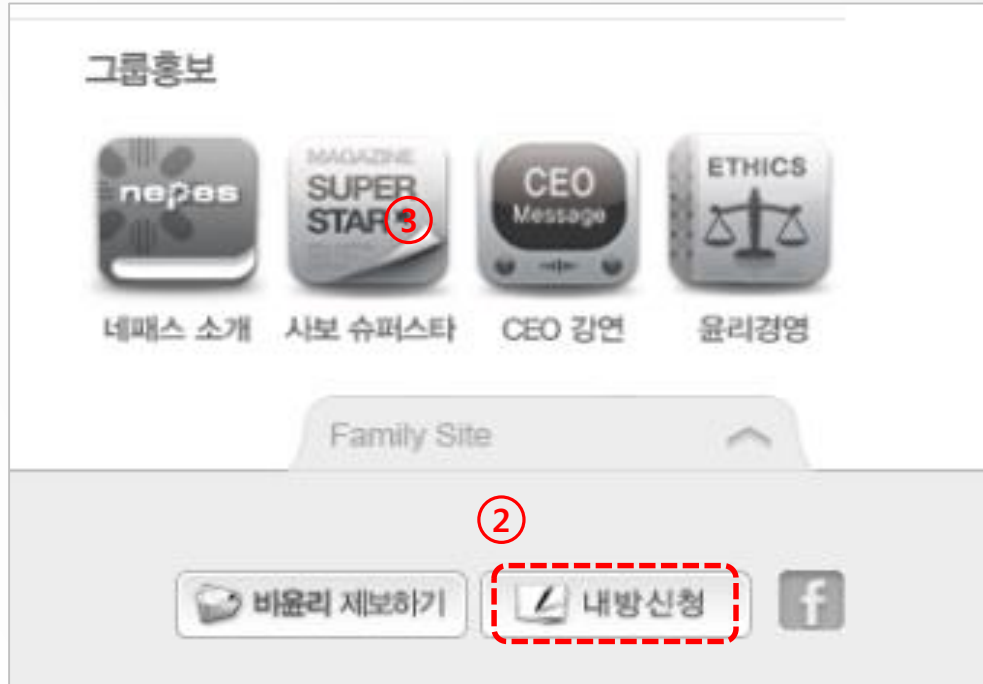 그룹홍보
nepes
MAGAZINE
SUPER
STAR
③
CEO
Message
ETHICS
네패스 소개
사보 슈퍼스타
CEO 강연
윤리경영
Family Site
②
비윤리 제보하기
내방신청
f